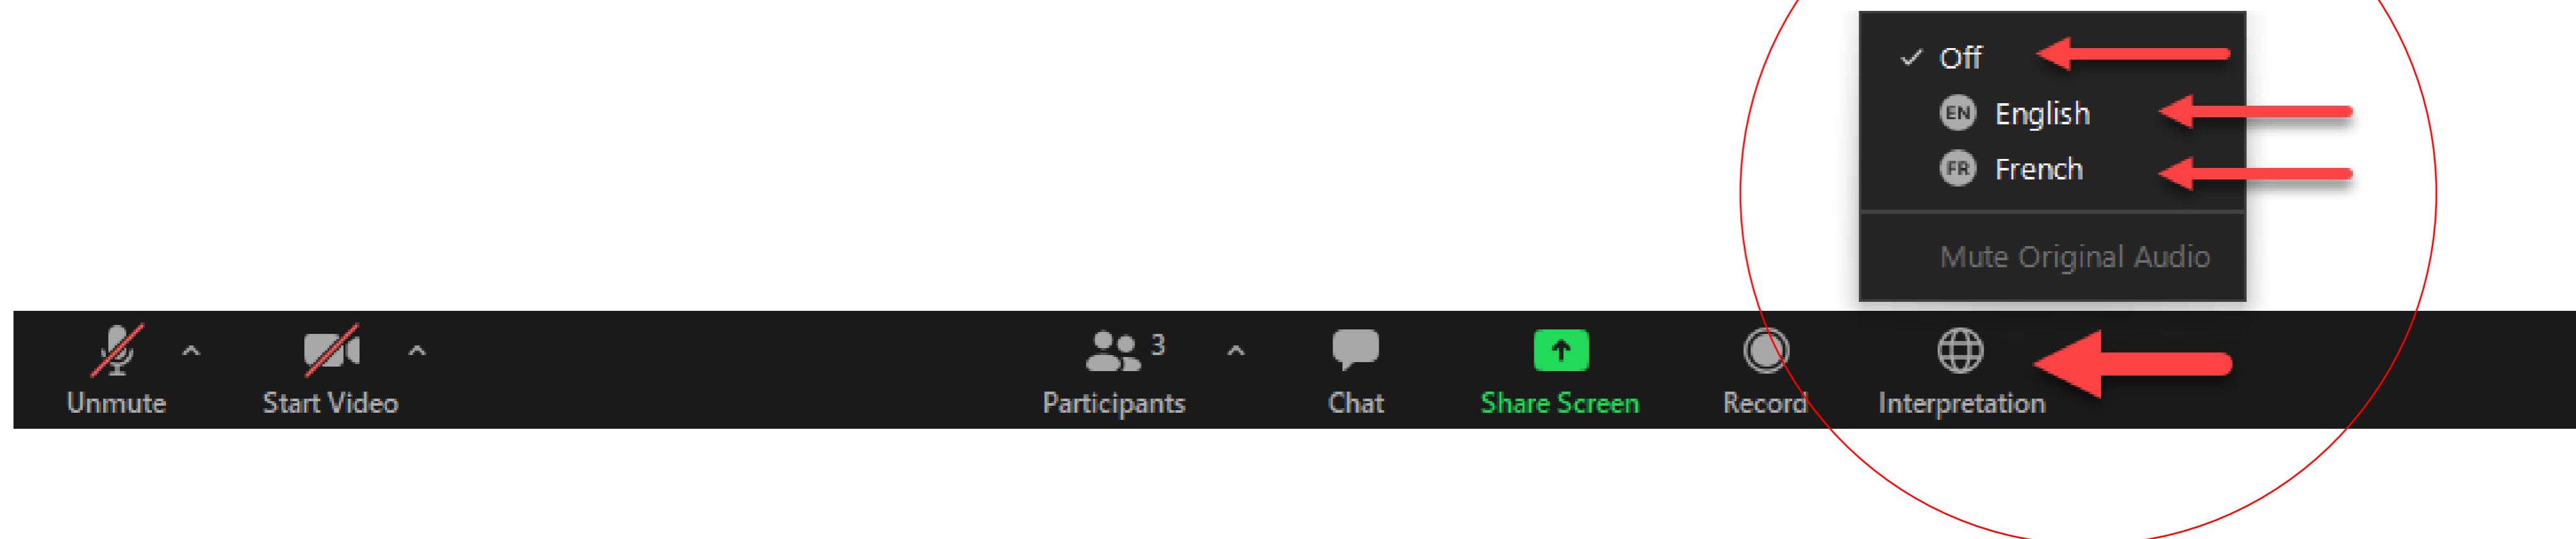 Off
EN English
FR French
Mute Original Audio
3
Unmute Start Video Participants Chat Share Screen Record Interpretation